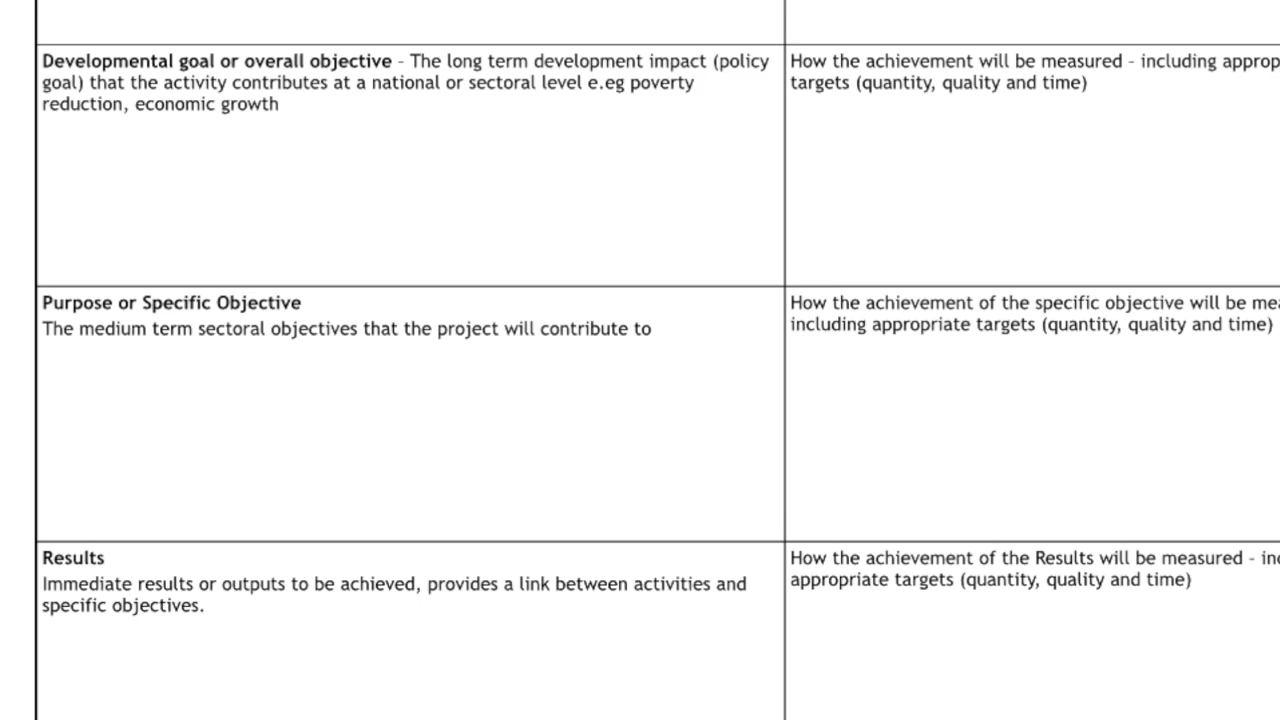 Developmental goal or overall objective - The long term development impact (policy
goal) that the activity contributes at a national or sectoral level e.eg poverty
reduction, economic growth
How the achievement will be measured - including
targets (quantity, quality and time)
Purpose or Specific Objective
The medium term sectoral objectives that the project will contribute to
How the achievement of the specific objective will be
including appropriate targets (quantity, quality and time)
Results
Immediate results or outputs to be achieved, provides a link between activities and
specific objectives.
How the achievement of the Results will be measured -
appropriate targets (quantity, quality and time)